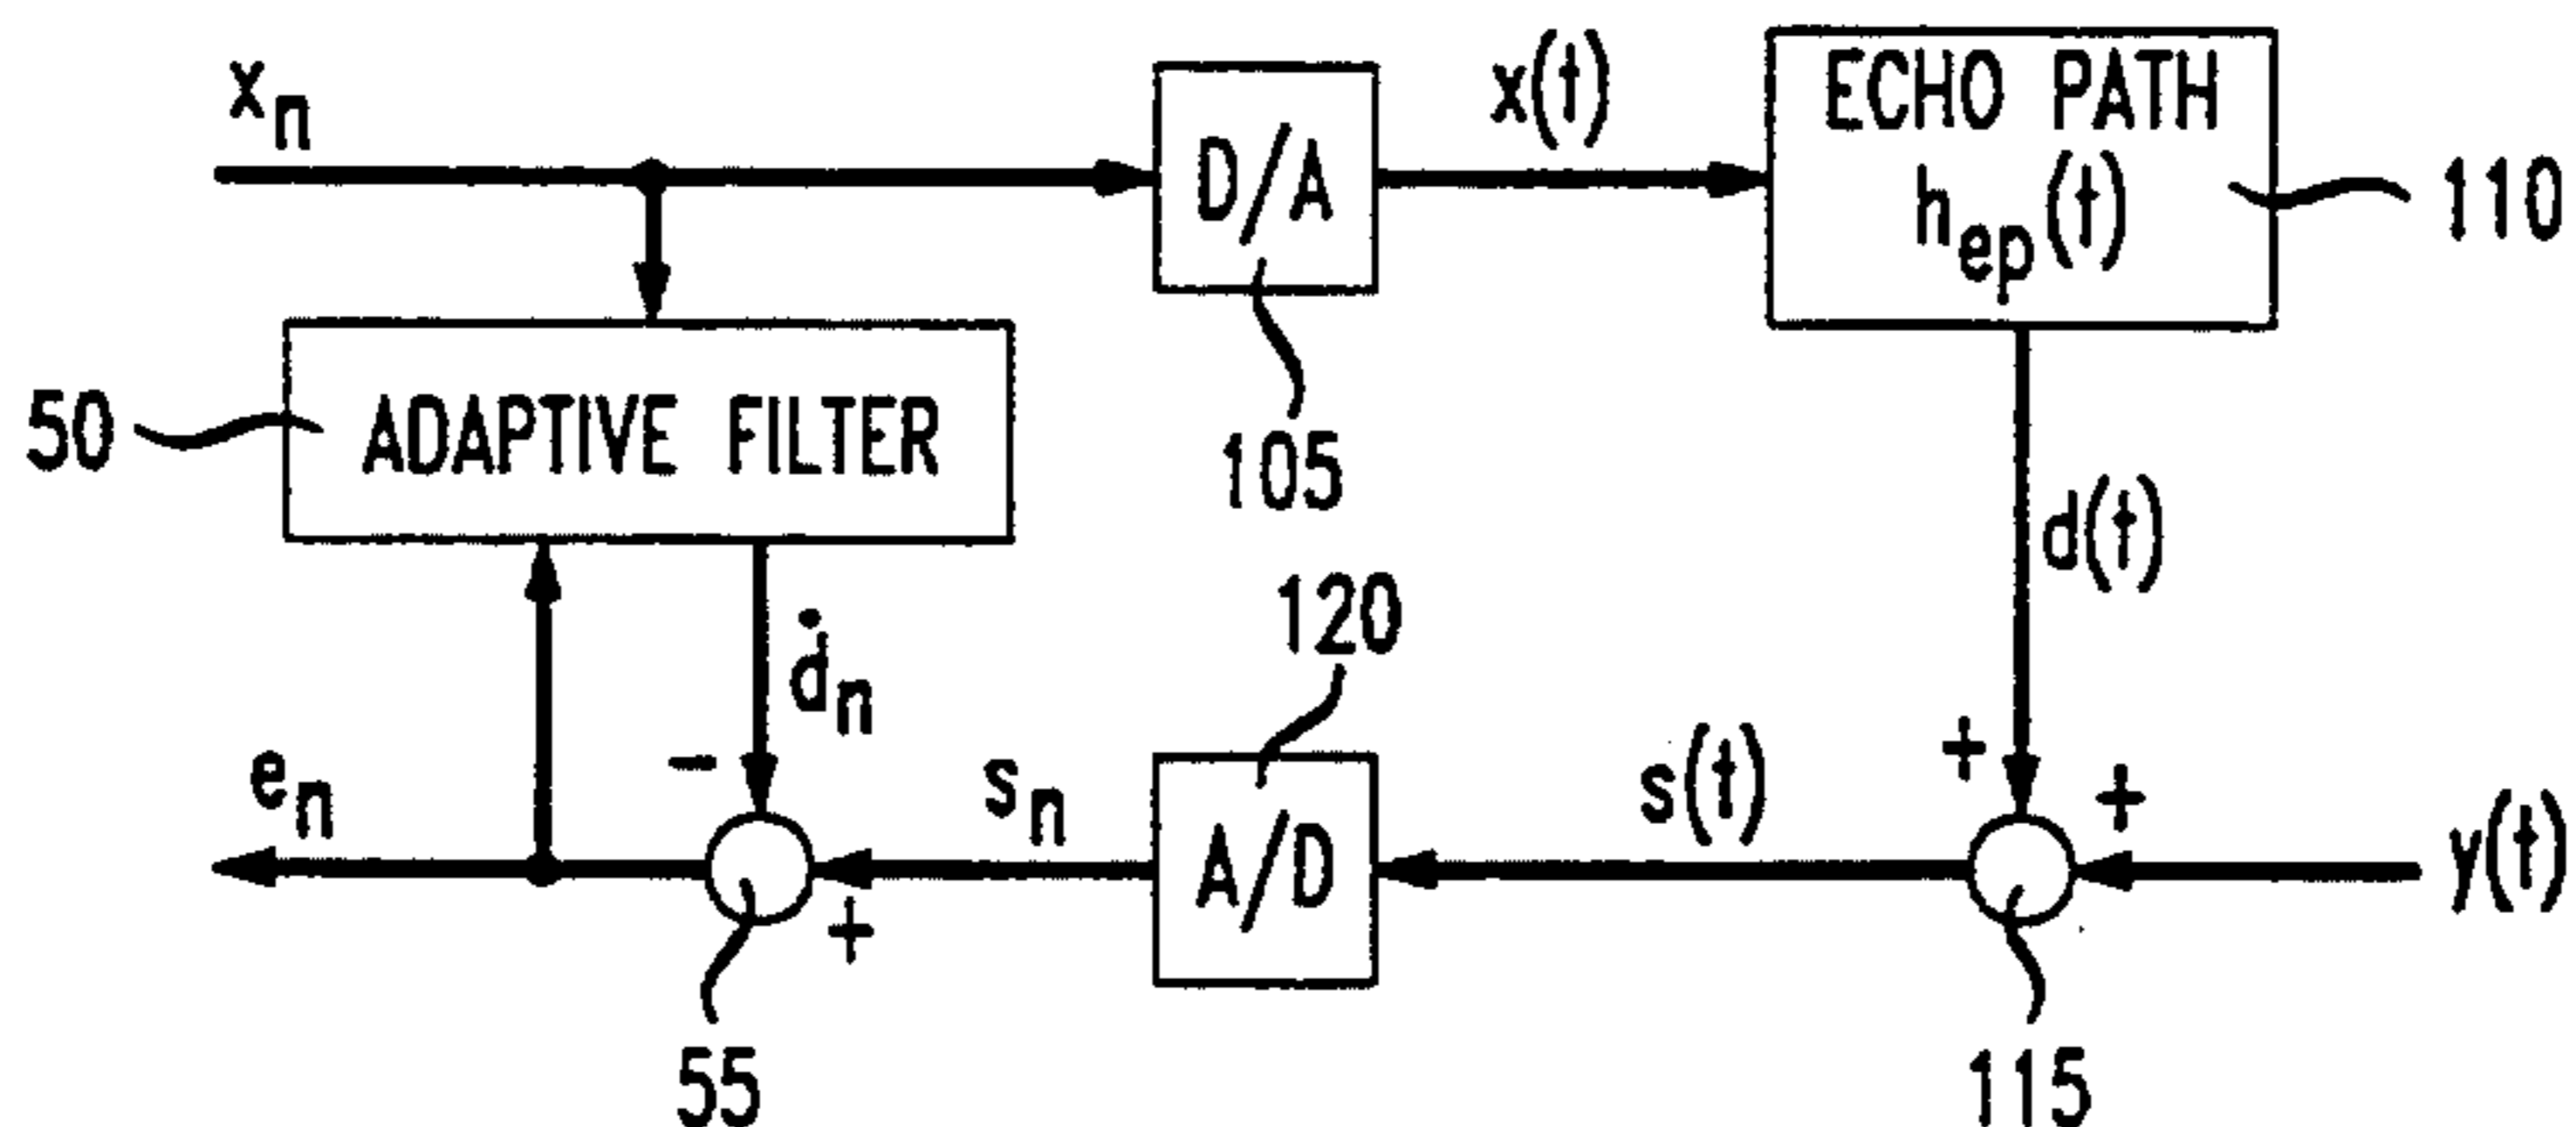 x_n
D/A
x(t)
ECHO PATH
h_ep(t)
110
50
ADAPTIVE FILTER
105
d(t)
120
ḋ_n
e_n
-
s_n
A/D
s(t)
+
+
y(t)
+
55
115